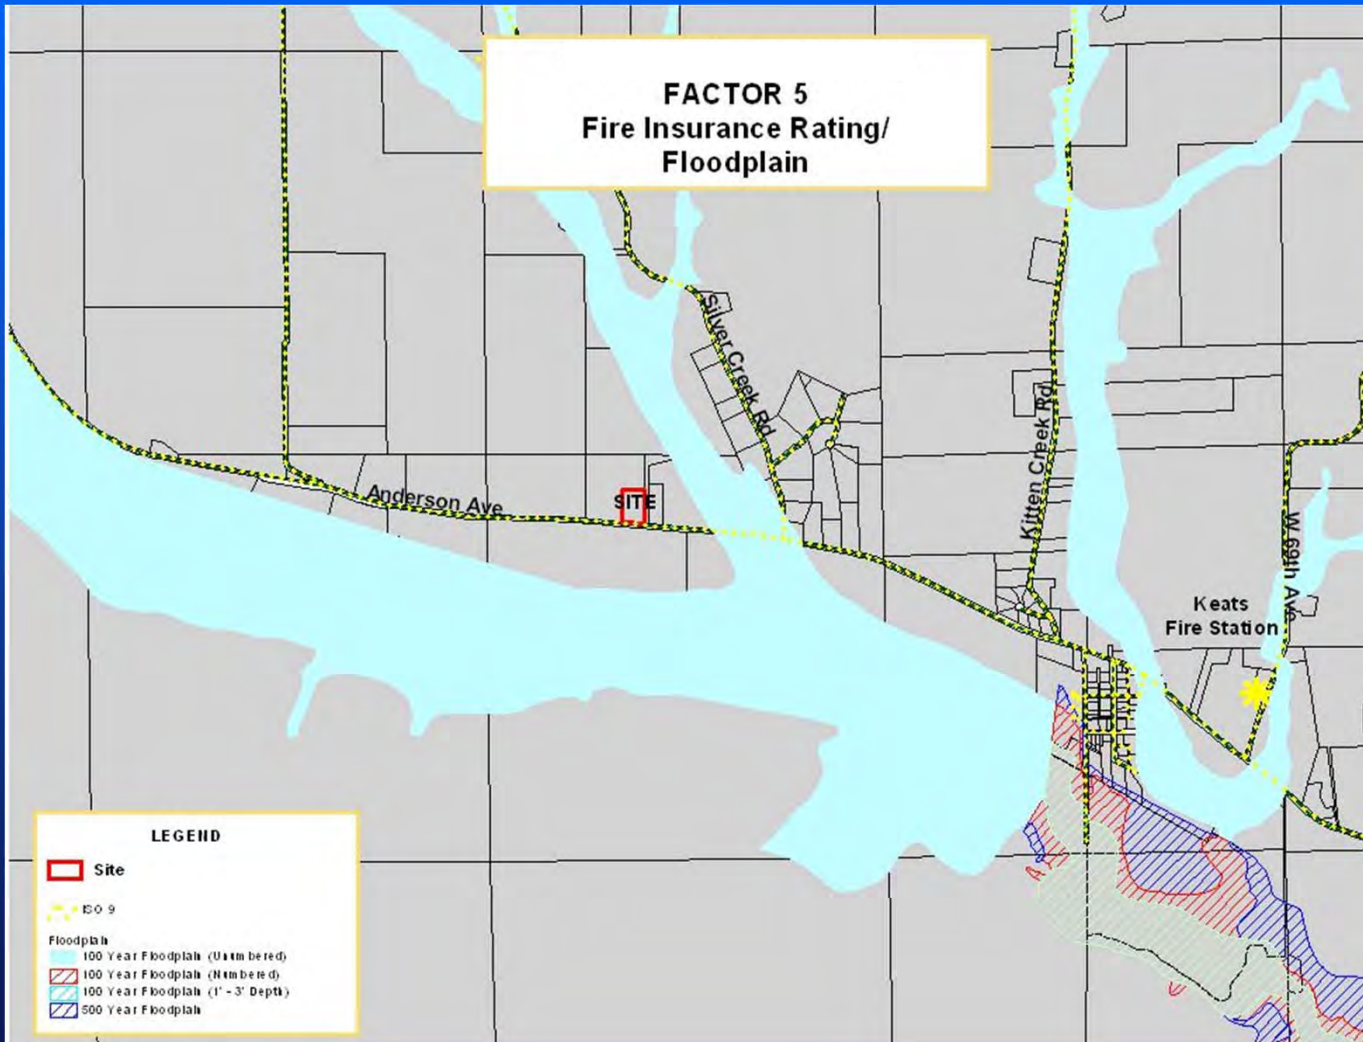 FACTOR 5
Fire Insurance Rating/
Floodplain
Silver Creek Rd
Kitten Creek Rd
Anderson Ave
SITE
W 69th Ave
Keats
Fire Station
LEGEND
Site
ISO 9
Floodplain
100 Year Floodplain (Unnumbered)
100 Year Floodplain (Numbered)
100 Year Floodplain (1' - 3' Depth)
500 Year Floodplain